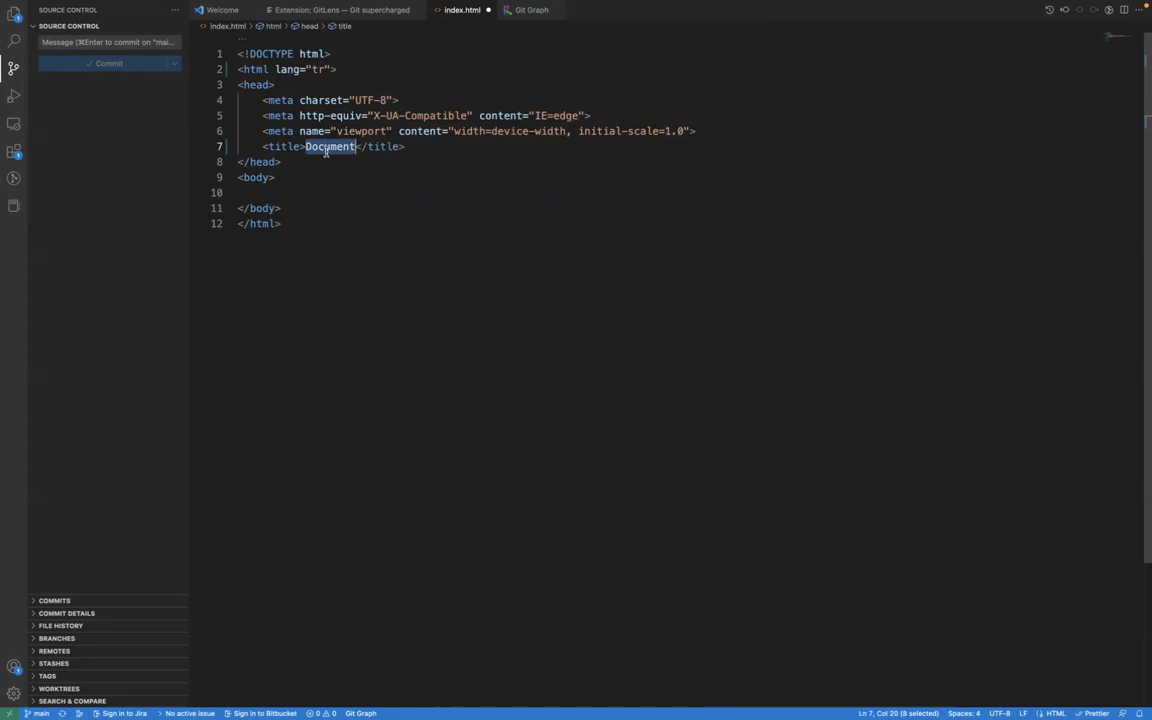 SOURCE CONTROL
Welcome
Extension: GitLens — Git supercharged
index.html
Git Graph
SOURCE CONTROL
index.html > html > head > title
Message (⌘Enter to commit on "mai...
...
Commit
1 <!DOCTYPE html>
2 <html lang="tr">
3 <head>
4 <meta charset="UTF-8">
5 <meta http-equiv="X-UA-Compatible" content="IE=edge">
6 <meta name="viewport" content="width=device-width, initial-scale=1.0">
7 <title>Document</title>
8 </head>
9 <body>
10
11 </body>
12 </html>
COMMITS
COMMIT DETAILS
FILE HISTORY
BRANCHES
REMOTES
STASHES
TAGS
WORKTREES
SEARCH & COMPARE
main
Sign in to Jira
No active issue
Sign in to Bitbucket
0 0
Git Graph
Ln 7, Col 20 (8 selected)
Spaces: 4
UTF-8
LF
HTML
Prettier